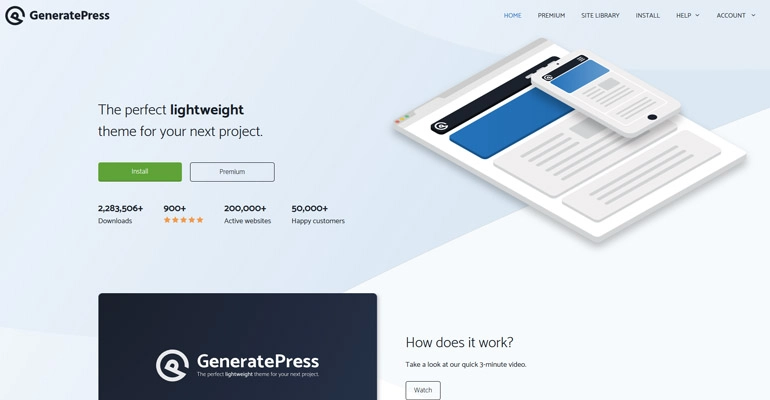 GeneratePress
HOME PREMIUM SITE LIBRARY INSTALL HELP ACCOUNT
The perfect lightweight
theme for your next project.
Install Premium
2,283,506+ 900+ 200,000+ 50,000+
Downloads Active websites Happy customers
How does it work?
GeneratePress
The perfect lightweight theme for your next project.
Take a look at our quick 3-minute video.
Watch